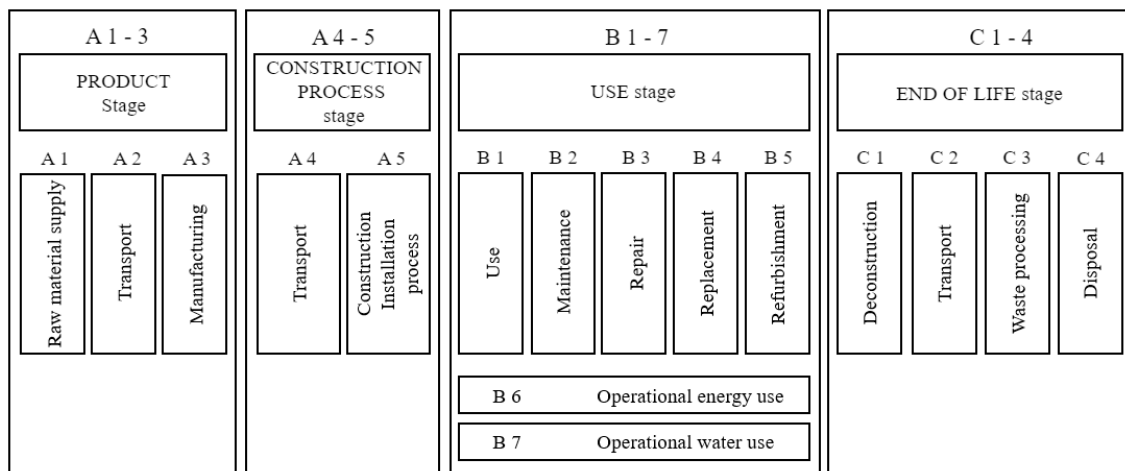 A 1 - 3
PRODUCT
Stage
A 1
A 2
A 3
Raw material supply
Transport
Manufacturing
A 4 - 5
CONSTRUCTION
PROCESS
stage
A 4
A 5
Transport
Construction
Installation
process
B 1 - 7
USE stage
B 1
B 2
B 3
B 4
B 5
Use
Maintenance
Repair
Replacement
Refurbishment
B 6 Operational energy use
B 7 Operational water use
C 1 - 4
END OF LIFE stage
C 1
C 2
C 3
C 4
Deconstruction
Transport
Waste processing
Disposal